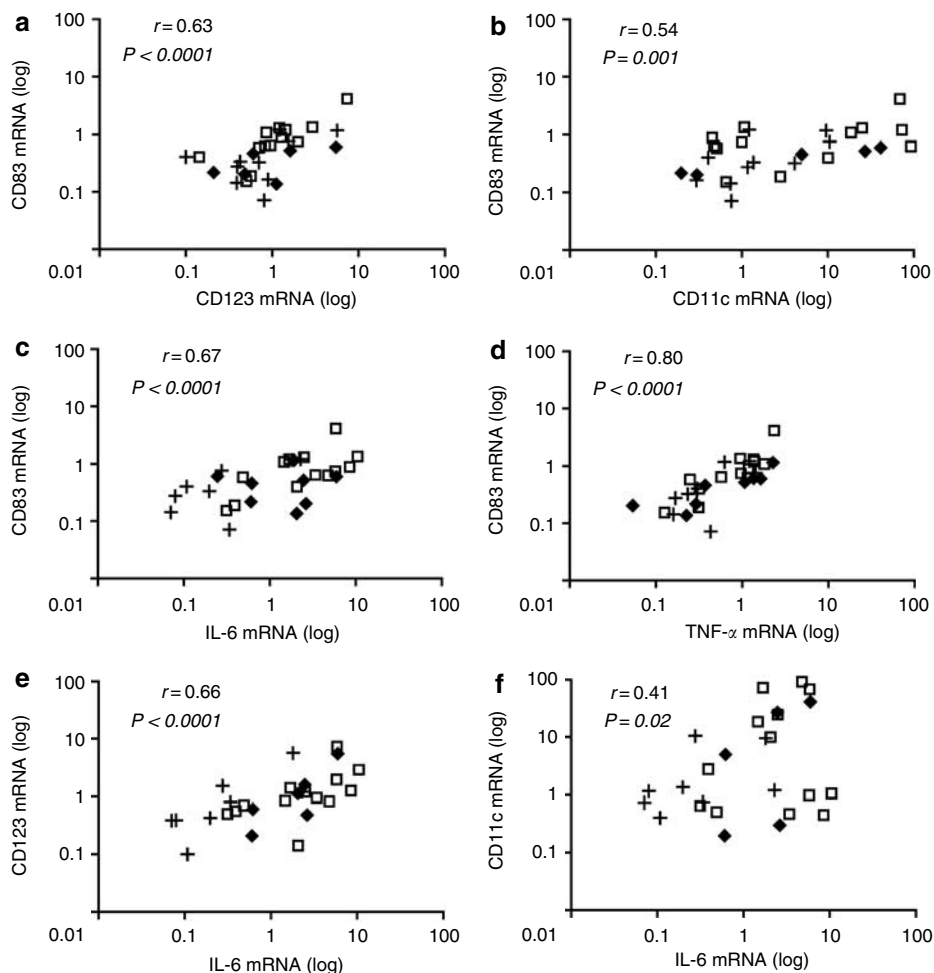 a
100
10
1
0.1
0.01
CD83 mRNA (log)
r = 0.63
P < 0.0001
0.1
1
10
100
CD123 mRNA (log)
b
100
10
1
0.1
0.01
CD83 mRNA (log)
r = 0.54
P = 0.001
0.1
1
10
100
CD11c mRNA (log)
c
100
10
1
0.1
0.01
CD83 mRNA (log)
r = 0.67
P < 0.0001
0.1
1
10
100
IL-6 mRNA (log)
d
100
10
1
0.1
0.01
CD83 mRNA (log)
r = 0.80
P < 0.0001
0.1
1
10
100
TNF-α mRNA (log)
e
100
10
1
0.1
0.01
CD123 mRNA (log)
r = 0.66
P < 0.0001
0.1
1
10
100
IL-6 mRNA (log)
f
100
10
1
0.1
0.01
CD11c mRNA (log)
r = 0.41
P = 0.02
0.1
1
10
100
IL-6 mRNA (log)